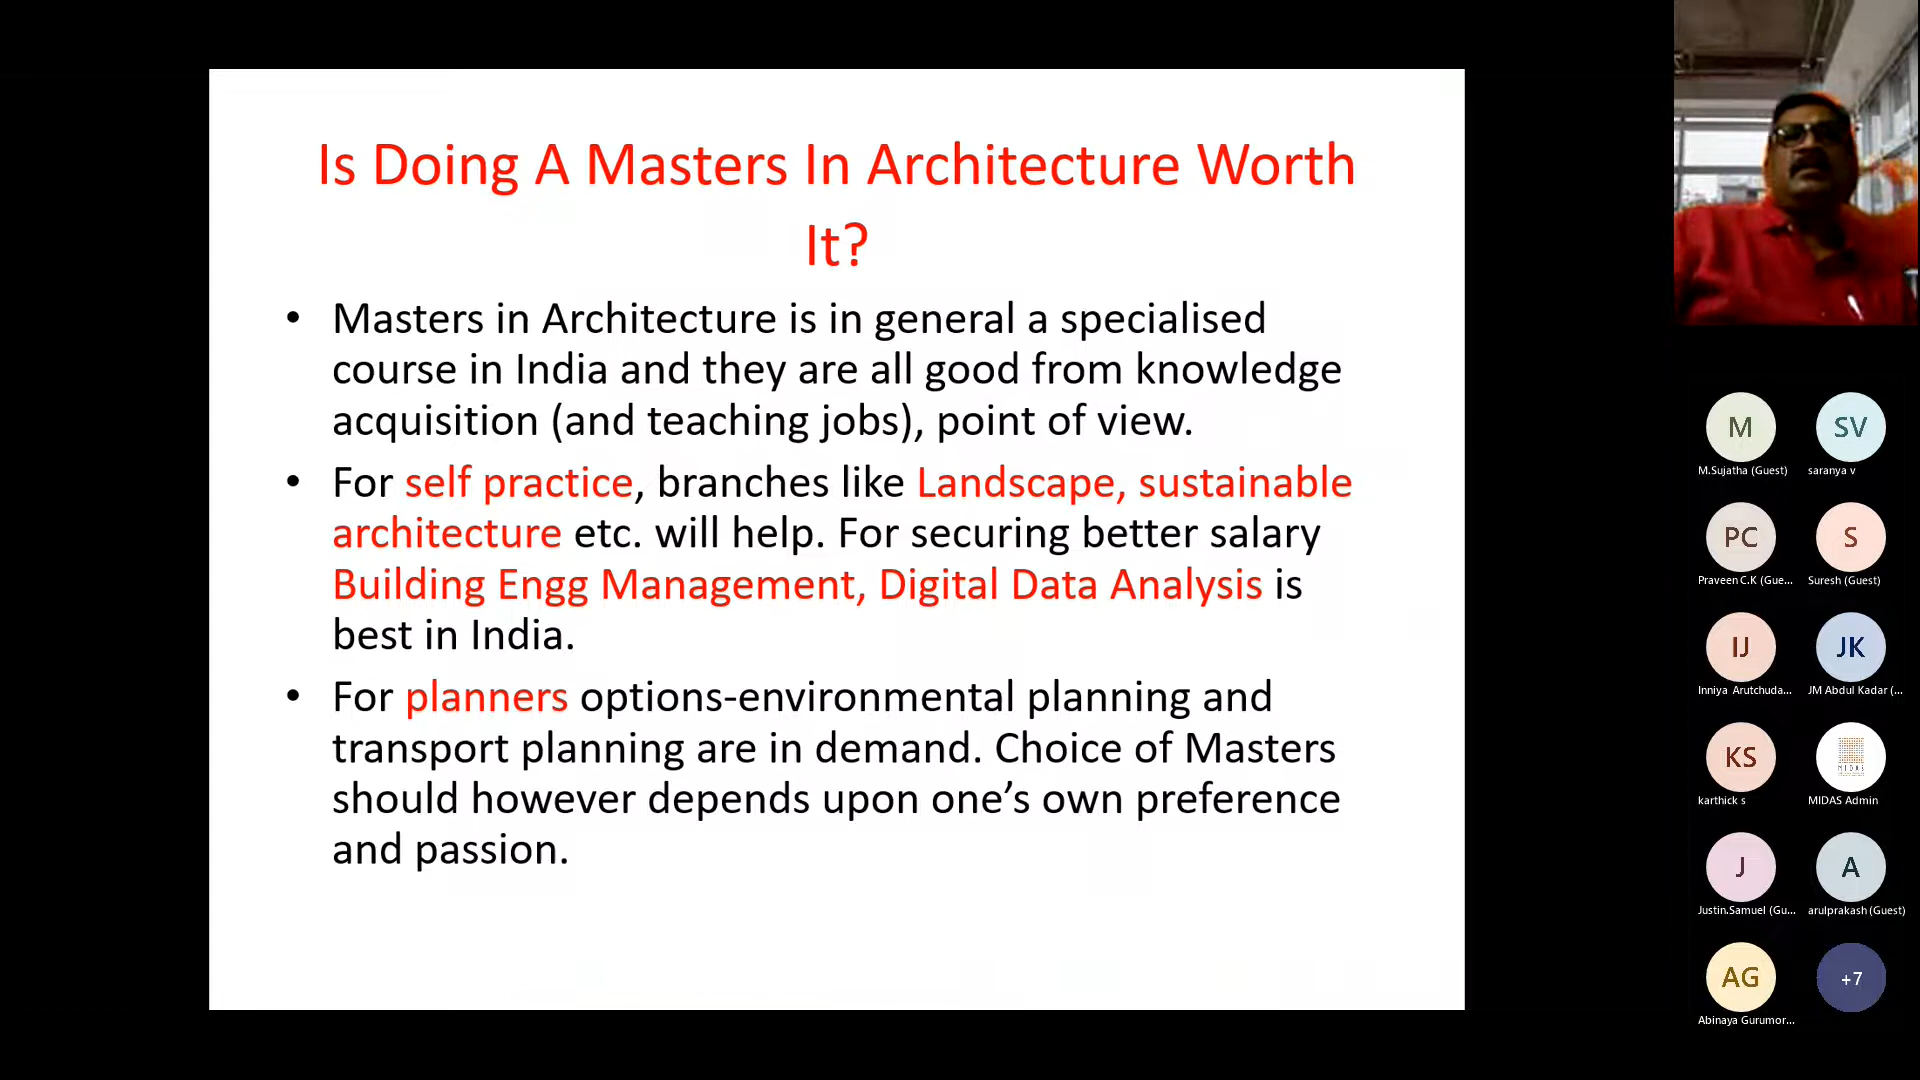 Is Doing A Masters In Architecture Worth
It?
• Masters in Architecture is in general a specialised
course in India and they are all good from knowledge
acquisition (and teaching jobs), point of view.
• For self practice, branches like Landscape, sustainable
architecture etc. will help. For securing better salary
Building Engg Management, Digital Data Analysis is
best in India.
• For planners options-environmental planning and
transport planning are in demand. Choice of Masters
should however depends upon one’s own preference
and passion.
M SV
M.Sujatha (Guest) saranya v
PC S
Praveen C.K (Gue... Suresh (Guest)
IJ JK
Inniya Arutchuda... JM Abdul Kadar (...
KS MIDAS
karthick s MIDAS Admin
J A
Justin.Samuel (Gu... arulprakash (Guest)
AG +7
Abinaya Gurumor...